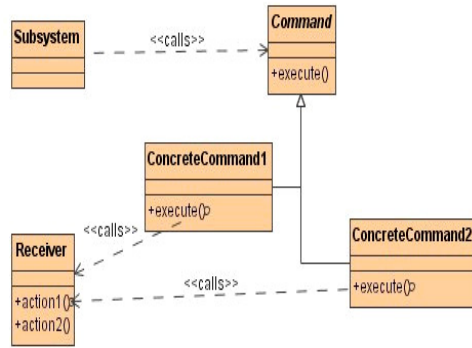 Subsystem
<<calls>>
Command
+execute()
ConcreteCommand1
+execute()
<<calls>>
Receiver
+action1()
+action2()
<<calls>>
ConcreteCommand2
+execute()